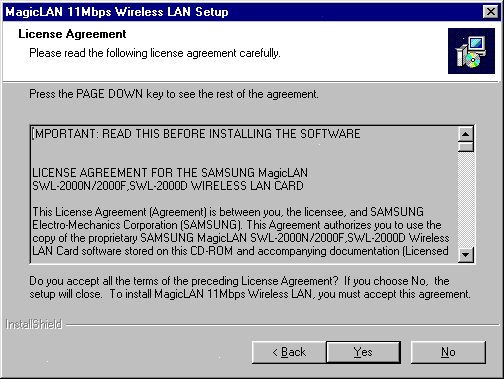 MagicLAN 11Mbps Wireless LAN Setup
License Agreement
Please read the following license agreement carefully.
Press the PAGE DOWN key to see the rest of the agreement.
IMPORTANT: READ THIS BEFORE INSTALLING THE SOFTWARE
LICENSE AGREEMENT FOR THE SAMSUNG MagicLAN
SWL-2000N/2000F,SWL-2000D WIRELESS LAN CARD
This License Agreement (Agreement) is between you, the licensee, and SAMSUNG
Electro-Mechanics Corporation (SAMSUNG). This Agreement authorizes you to use the
copy of the proprietary SAMSUNG MagicLAN SWL-2000N/2000F,SWL-2000D Wireless
LAN Card software stored on this CD-ROM and accompanying documentation (Licensed
Do you accept all the terms of the preceding License Agreement? If you choose No, the
setup will close. To install MagicLAN 11Mbps Wireless LAN, you must accept this agreement.
InstallShield
< Back
Yes
No